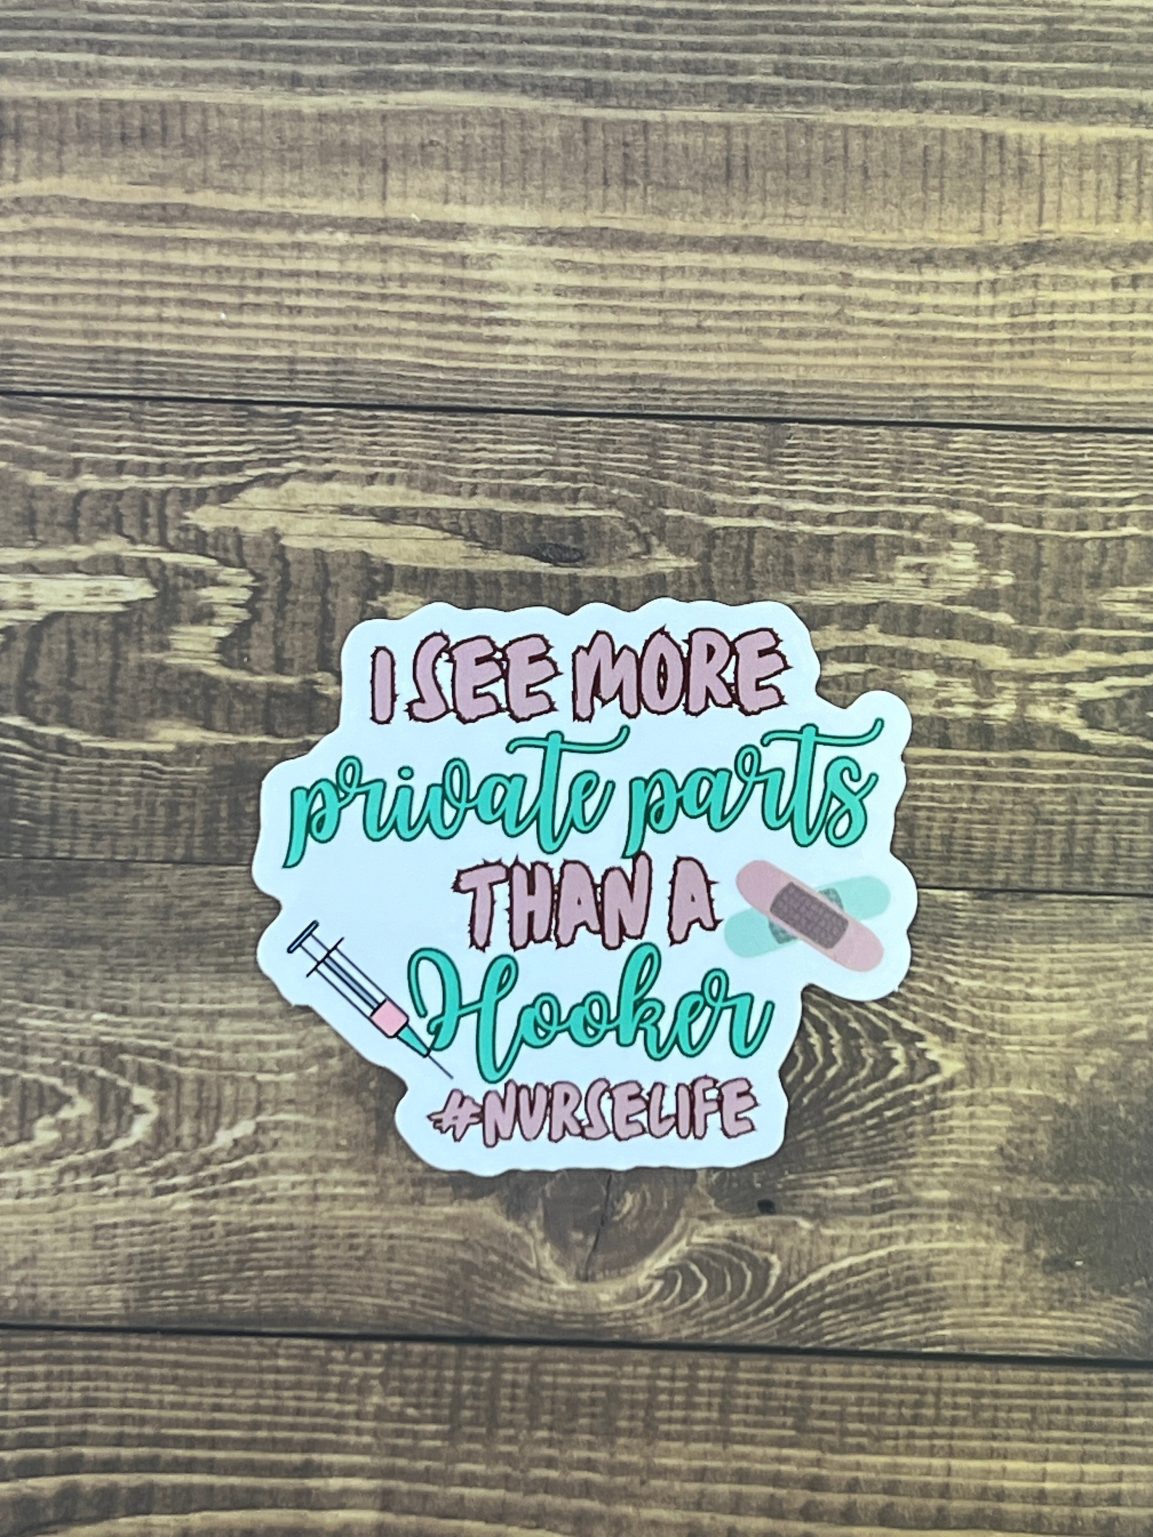 I SEE MORE
private parts
THAN A
Hooker
#NURSELIFE